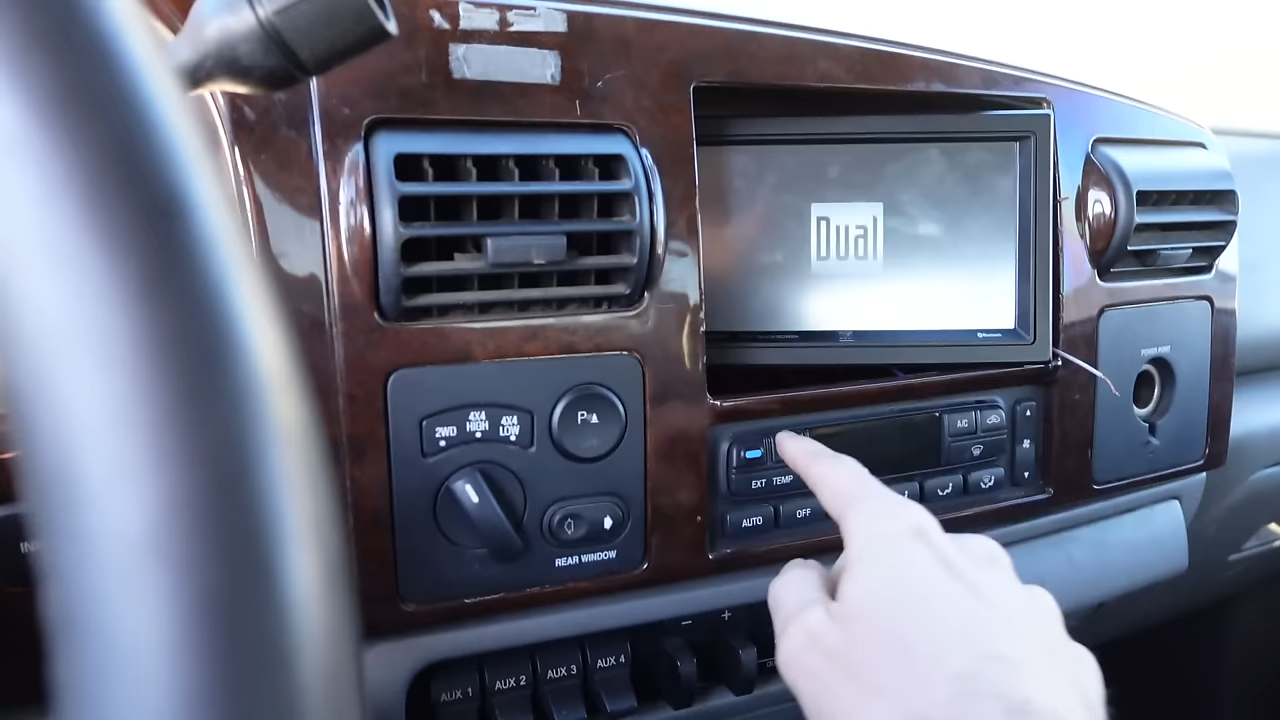 Dual
POWER POINT
2WD
4X4
HIGH
4X4
LOW
P
A/C
EXT TEMP
AUTO
OFF
REAR WINDOW
AUX 1
AUX 2
AUX 3
AUX 4
- +